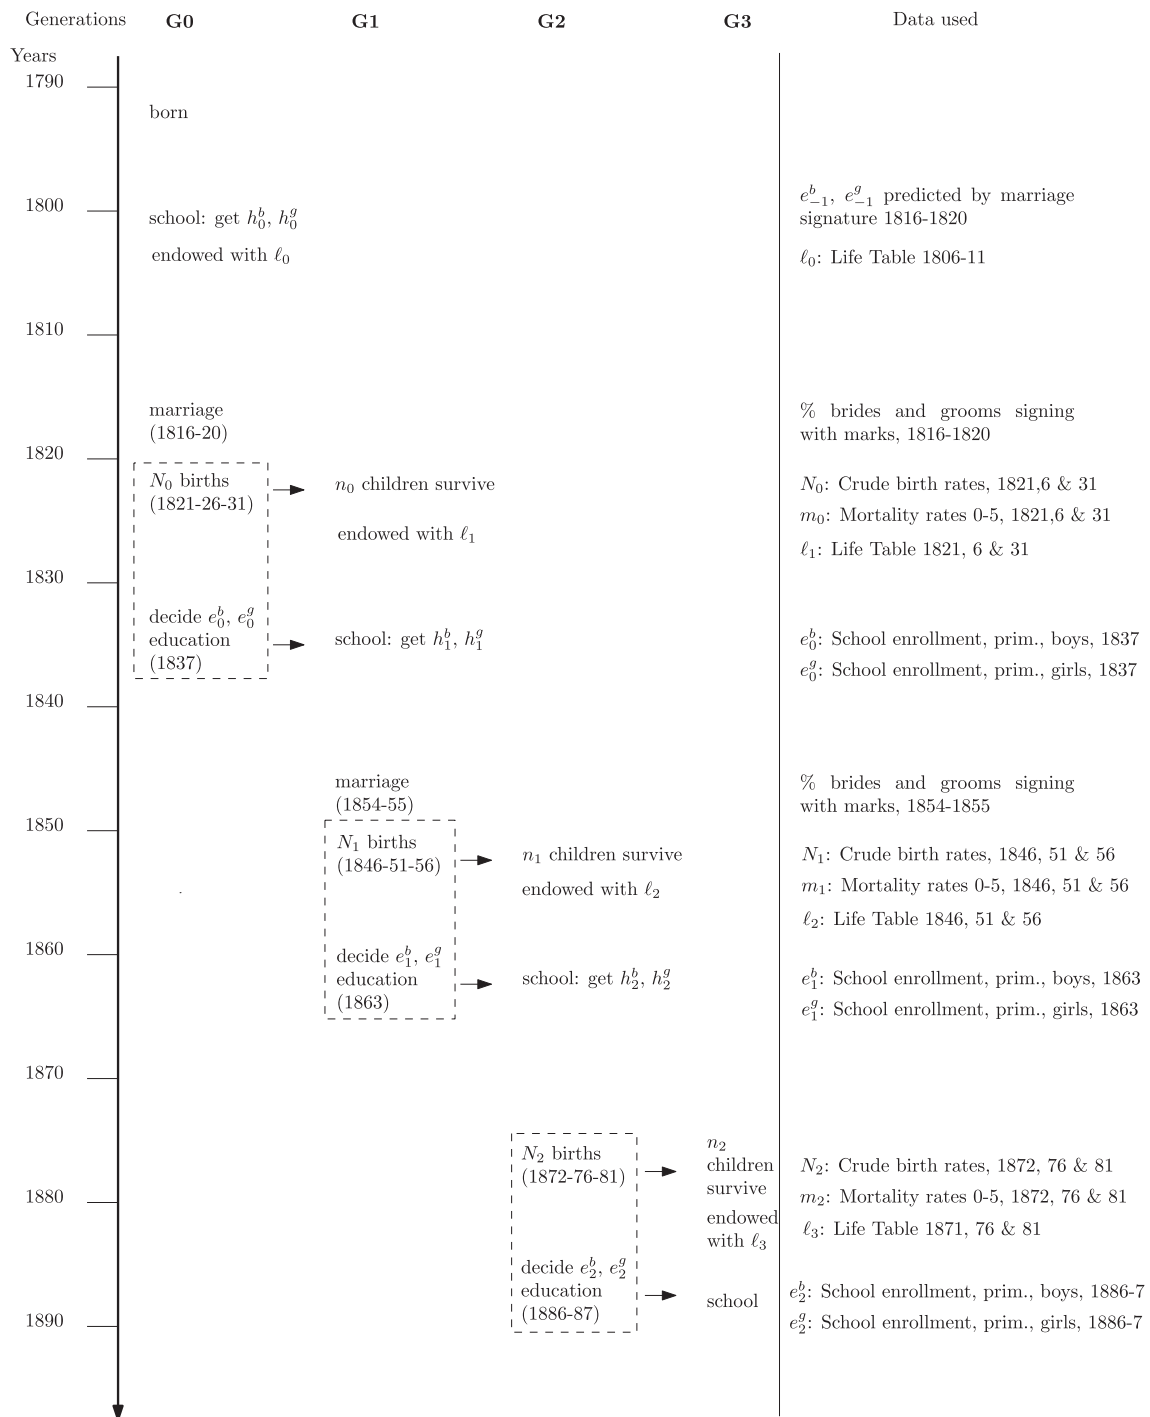 Generations G0 G1 G2 G3 Data used
Years
1790
born
1800
school: get $h_0^b$, $h_0^g$
$e_{-1}^b$, $e_{-1}^g$ predicted by marriage
signature 1816-1820
endowed with $\ell_0$
$\ell_0$: Life Table 1806-11
1810
marriage
(1816-20)
% brides and grooms signing
with marks, 1816-1820
1820
$N_0$ births
(1821-26-31)
$n_0$ children survive
$N_0$: Crude birth rates, 1821,6 & 31
$m_0$: Mortality rates 0-5, 1821,6 & 31
endowed with $\ell_1$
$\ell_1$: Life Table 1821, 6 & 31
1830
decide $e_0^b$, $e_0^g$
education
(1837)
school: get $h_1^b$, $h_1^g$
$e_0^b$: School enrollment, prim., boys, 1837
$e_0^g$: School enrollment, prim., girls, 1837
1840
marriage
(1854-55)
% brides and grooms signing
with marks, 1854-1855
1850
$N_1$ births
(1846-51-56)
$n_1$ children survive
endowed with $\ell_2$
$N_1$: Crude birth rates, 1846, 51 & 56
$m_1$: Mortality rates 0-5, 1846, 51 & 56
$\ell_2$: Life Table 1846, 51 & 56
1860
decide $e_1^b$, $e_1^g$
education
(1863)
school: get $h_2^b$, $h_2^g$
$e_1^b$: School enrollment, prim., boys, 1863
$e_1^g$: School enrollment, prim., girls, 1863
1870
$N_2$ births
(1872-76-81)
$n_2$
children
survive
endowed
with $\ell_3$
$N_2$: Crude birth rates, 1872, 76 & 81
$m_2$: Mortality rates 0-5, 1872, 76 & 81
$\ell_3$: Life Table 1871, 76 & 81
1880
decide $e_2^b$, $e_2^g$
education
(1886-87)
school
$e_2^b$: School enrollment, prim., boys, 1886-7
$e_2^g$: School enrollment, prim., girls, 1886-7
1890